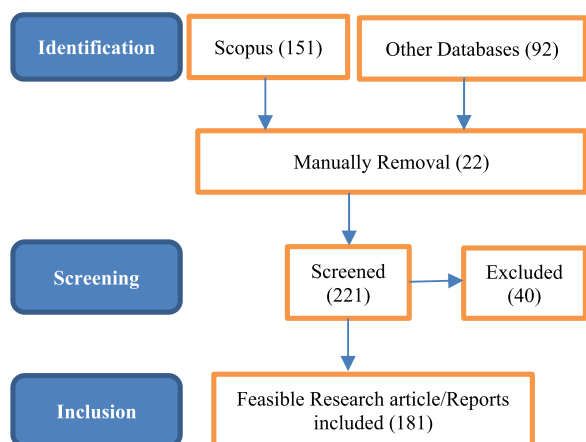 Identification
Scopus (151)
Other Databases (92)
Manually Removal (22)
Screening
Screened
(221)
Excluded
(40)
Inclusion
Feasible Research article/Reports
included (181)